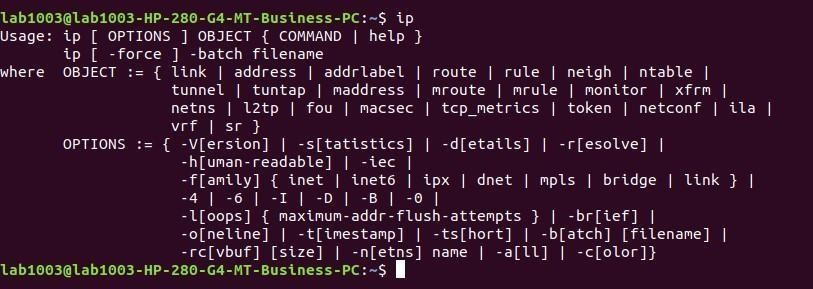 lab1003@lab1003-HP-280-G4-MT-Business-PC:~$ ip
Usage: ip [ OPTIONS ] OBJECT { COMMAND | help }
       ip [ -force ] -batch filename
where  OBJECT := { link | address | addrlabel | route | rule | neigh | ntable |
                   tunnel | tuntap | maddress | mroute | mrule | monitor | xfrm |
                   netns | l2tp | fou | macsec | tcp_metrics | token | netconf | ila |
                   vrf | sr }
       OPTIONS := { -V[ersion] | -s[tatistics] | -d[etails] | -r[esolve] |
                    -h[uman-readable] | -iec |
                    -f[amily] { inet | inet6 | ipx | dnet | mpls | bridge | link } |
                    -4 | -6 | -I | -D | -B | -0 |
                    -l[oops] { maximum-addr-flush-attempts } | -br[ief] |
                    -o[neline] | -t[imestamp] | -ts[hort] | -b[atch] [filename] |
                    -rc[vbuf] [size] | -n[etns] name | -a[ll] | -c[olor]}
lab1003@lab1003-HP-280-G4-MT-Business-PC:~$